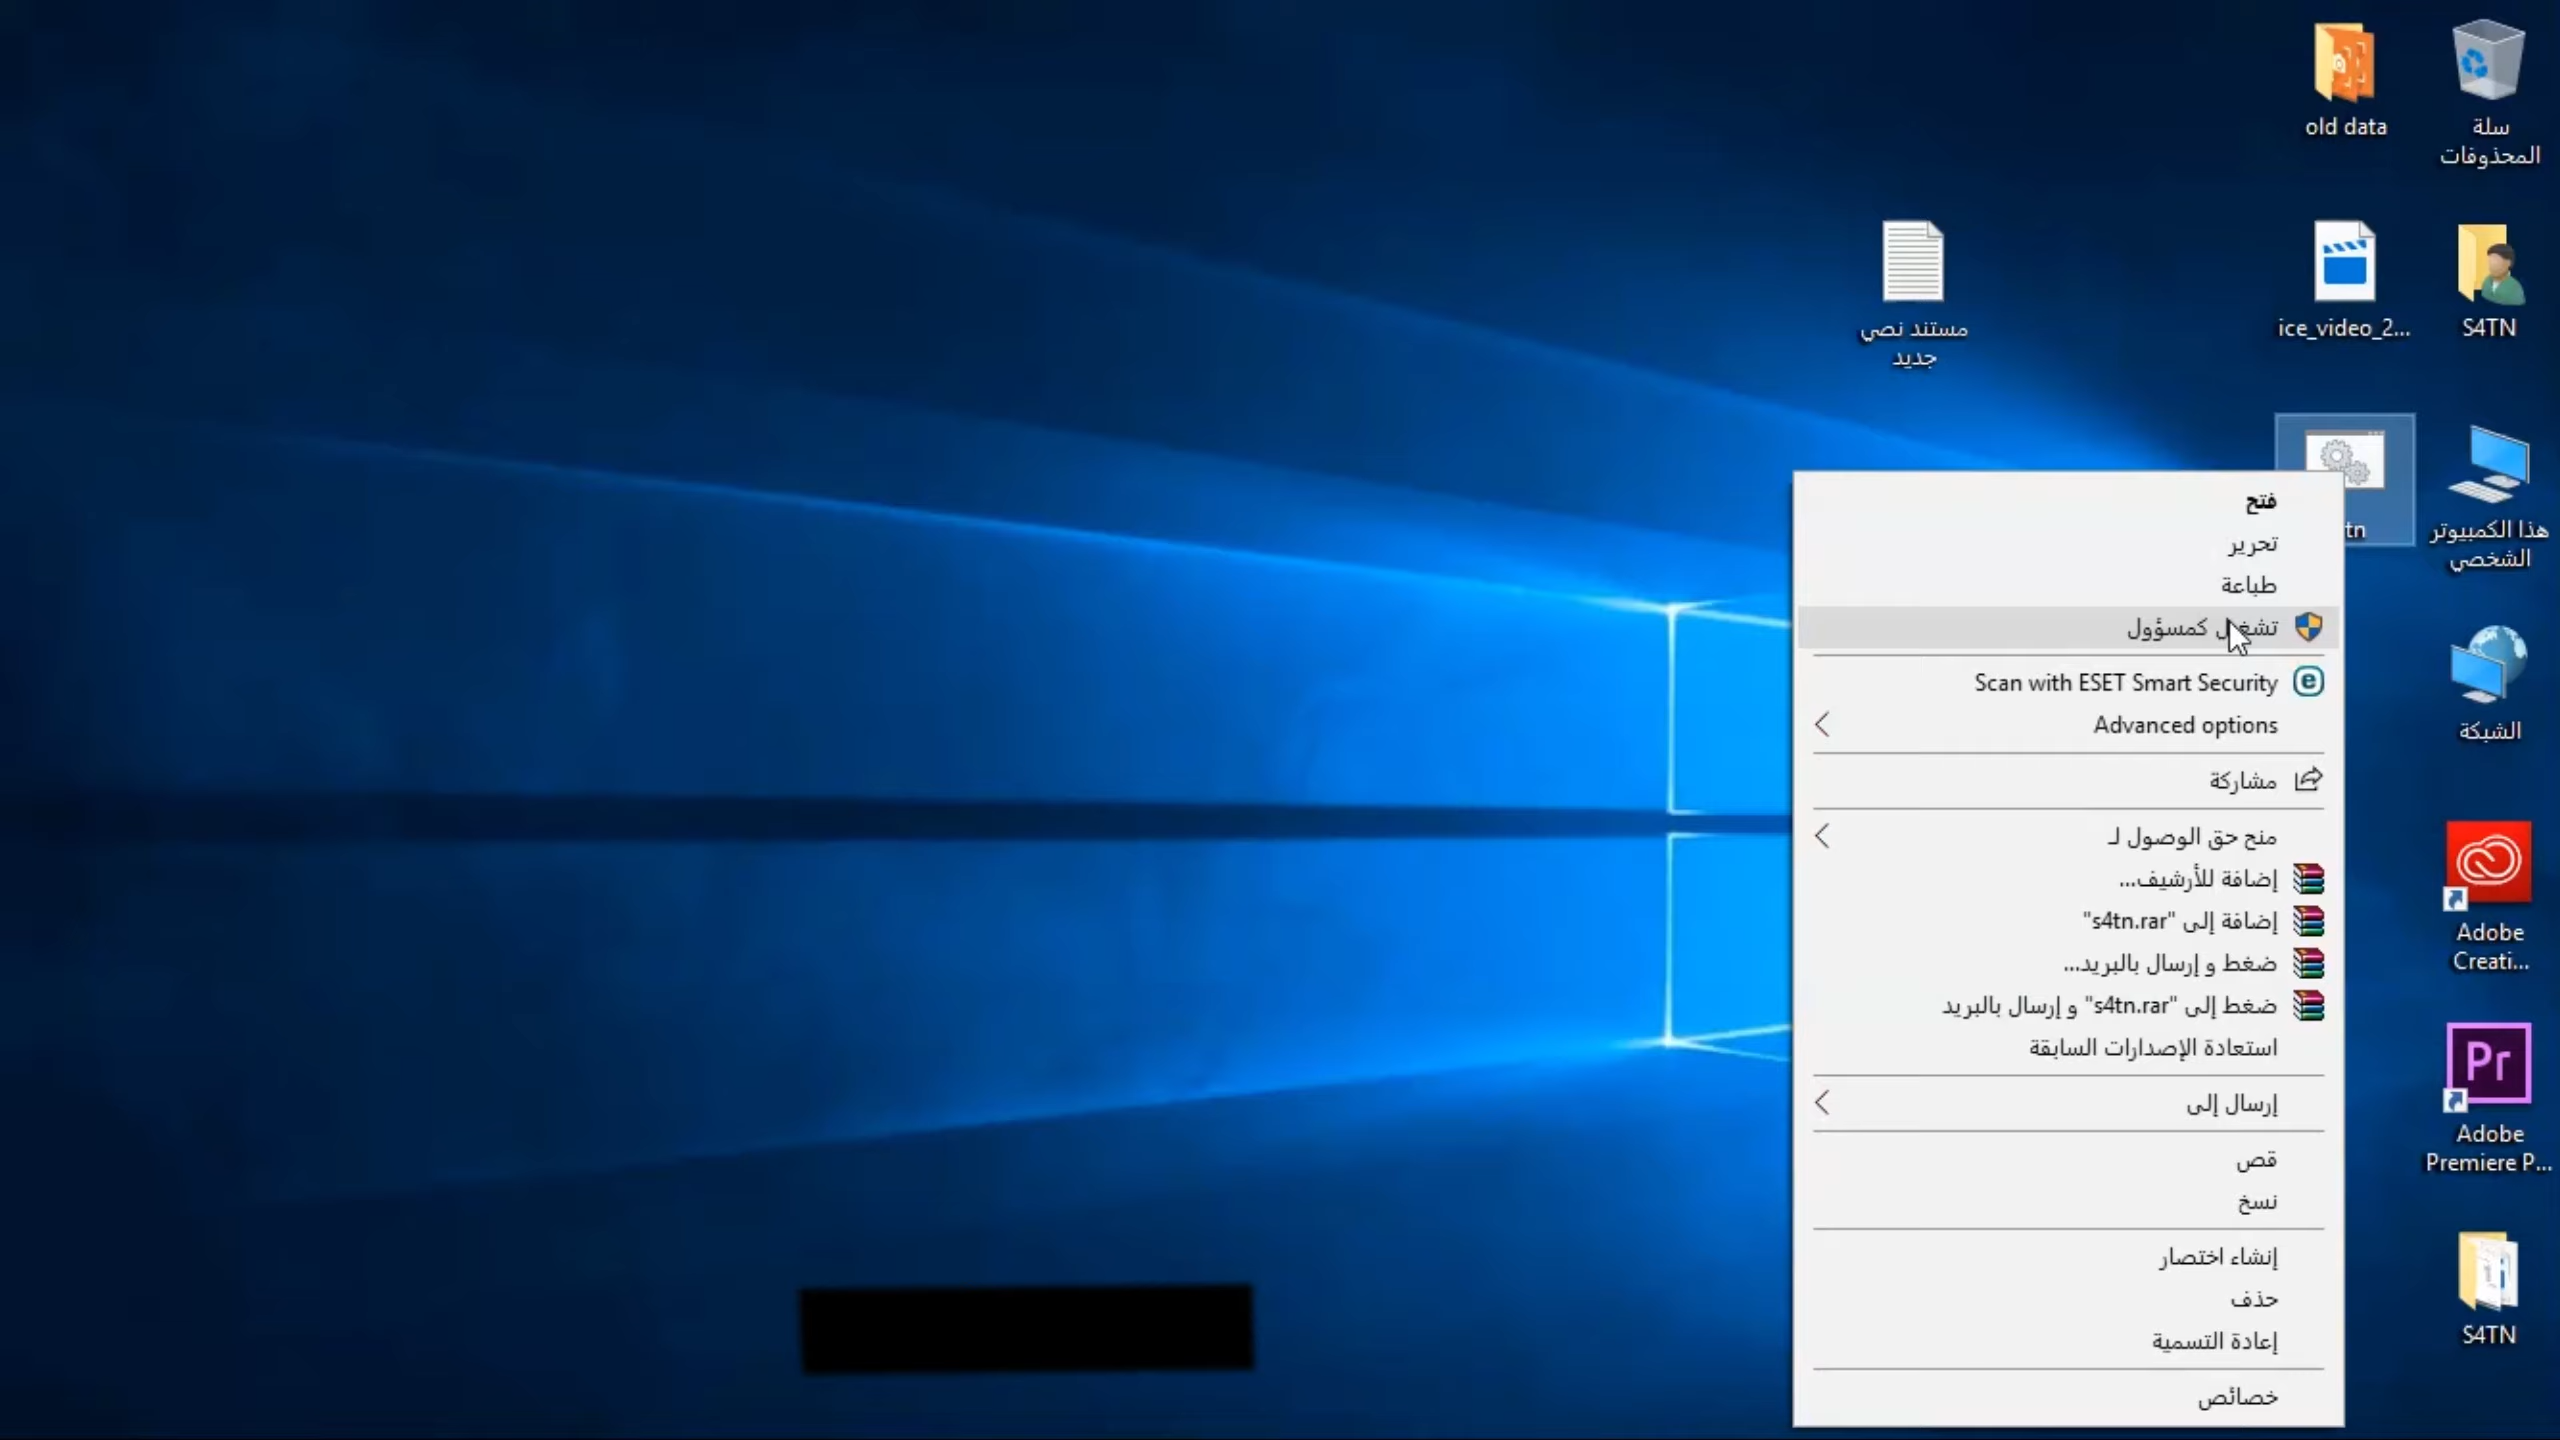 سلة
المحذوفات
old data
S4TN
ice_video_2...
مستند نصي
جديد
هذا الكمبيوتر
الشخصي
tn
الشبكة
Adobe
Creati...
Adobe
Premiere P...
S4TN
فتح
تحرير
طباعة
تشغيل كمسؤول
Scan with ESET Smart Security
Advanced options
مشاركة
منح حق الوصول لـ
إضافة للأرشيف...
إضافة إلى "s4tn.rar"
ضغط و إرسال بالبريد...
ضغط إلى "s4tn.rar" و إرسال بالبريد
استعادة الإصدارات السابقة
إرسال إلى
قص
نسخ
إنشاء اختصار
حذف
إعادة التسمية
خصائص
Pr